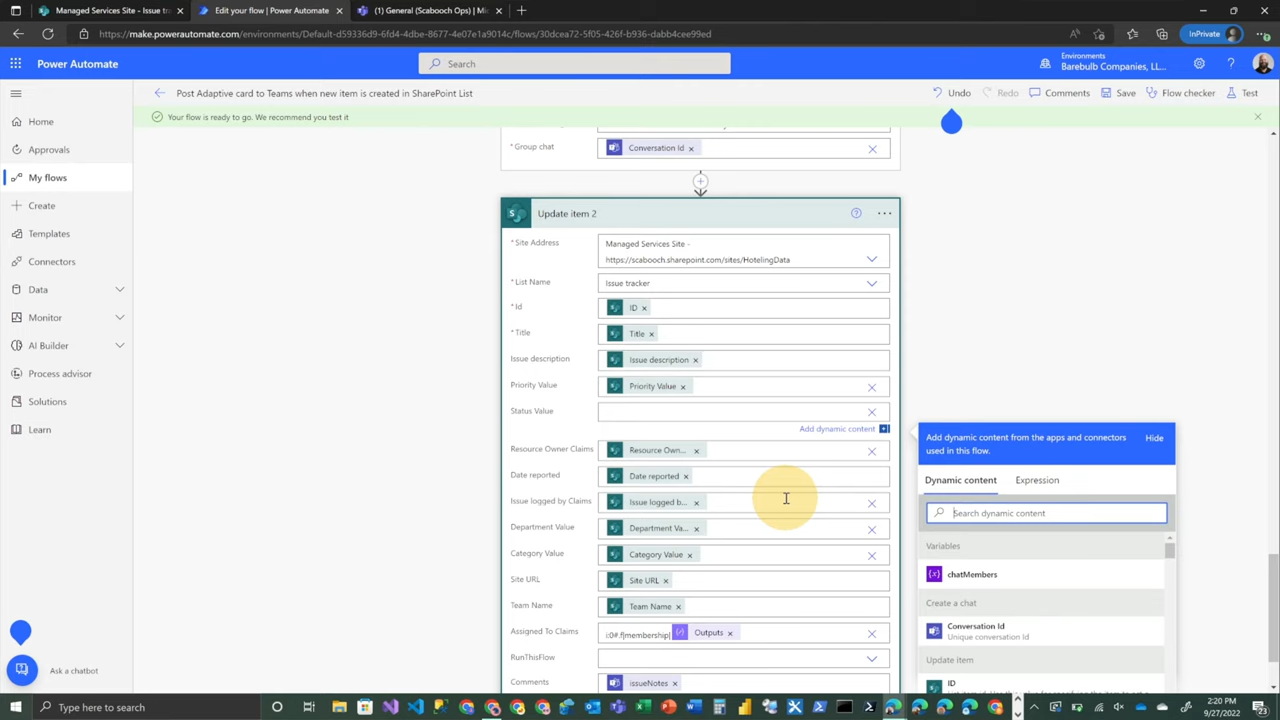 Managed Services Site - Issue tra
Edit your flow | Power Automate
(1) General (Scabooch Ops) | Mic
https://make.powerautomate.com/environments/Default-d59336d9-6fd4-4dbe-8677-4e07e1a9014c/flows/30dcea72-5f05-426f-b936-dabb4cee99ed
InPrivate
Power Automate
Search
Environments
Barebulb Companies, LL...
Post Adaptive card to Teams when new item is created in SharePoint List
Undo
Redo
Comments
Save
Flow checker
Test
Your flow is ready to go. We recommend you test it
Home
Approvals
My flows
Create
Templates
Connectors
Data
Monitor
AI Builder
Process advisor
Solutions
Learn
Ask a chatbot
* Group chat
Conversation Id
Update item 2
* Site Address
Managed Services Site -
https://scabooch.sharepoint.com/sites/HotelingData
* List Name
Issue tracker
* Id
ID
* Title
Title
Issue description
Issue description
Priority Value
Priority Value
Status Value
Add dynamic content
Resource Owner Claims
Resource Own...
Date reported
Date reported
Issue logged by Claims
Issue logged b...
Department Value
Department Va...
Category Value
Category Value
Site URL
Site URL
Team Name
Team Name
Assigned To Claims
i:0#.f|membership|
Outputs
RunThisFlow
Comments
issueNotes
Add dynamic content from the apps and connectors
used in this flow.
Hide
Dynamic content
Expression
Search dynamic content
Variables
chatMembers
Create a chat
Conversation Id
Unique conversation Id
Update item
ID
Type here to search
2:20 PM
9/27/2022